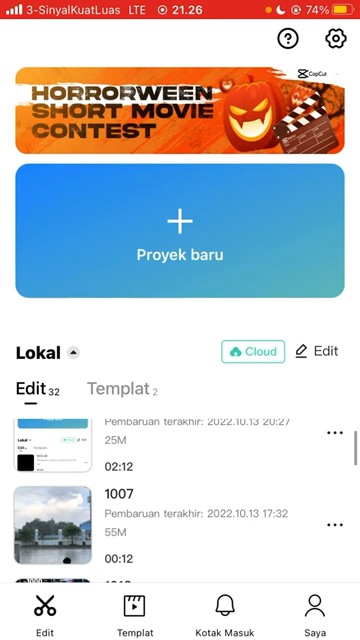 3-SinyalKuatLuas LTE 21.26 74%
CapCut
HORRORWEEN
SHORT MOVIE
CONTEST
Proyek baru
Lokal
Cloud
Edit
Edit 32
Templat 2
Pembaruan terakhir: 2022.10.13 20:27
25M
02:12
1007
Pembaruan terakhir: 2022.10.13 17:32
55M
00:12
Edit
Templat
Kotak Masuk
Saya